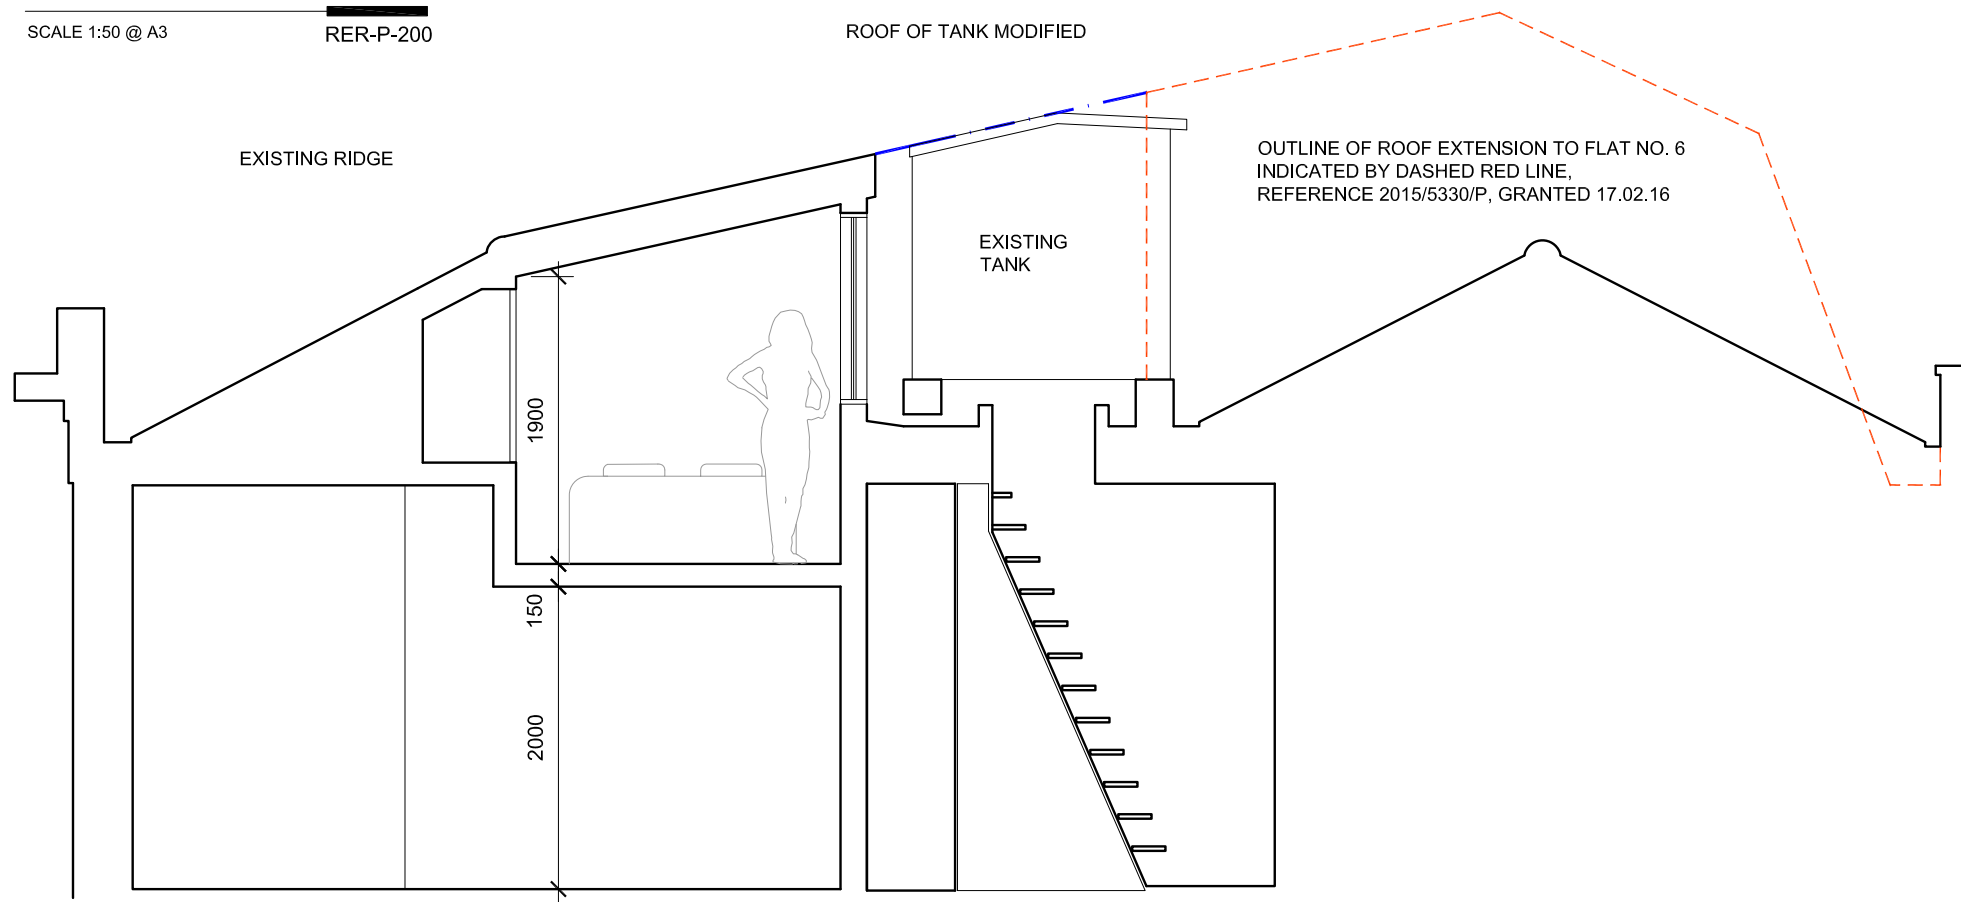 SCALE 1:50 @ A3
RER-P-200
ROOF OF TANK MODIFIED
EXISTING RIDGE
OUTLINE OF ROOF EXTENSION TO FLAT NO. 6
INDICATED BY DASHED RED LINE,
REFERENCE 2015/5330/P, GRANTED 17.02.16
EXISTING
TANK
1900
150
2000